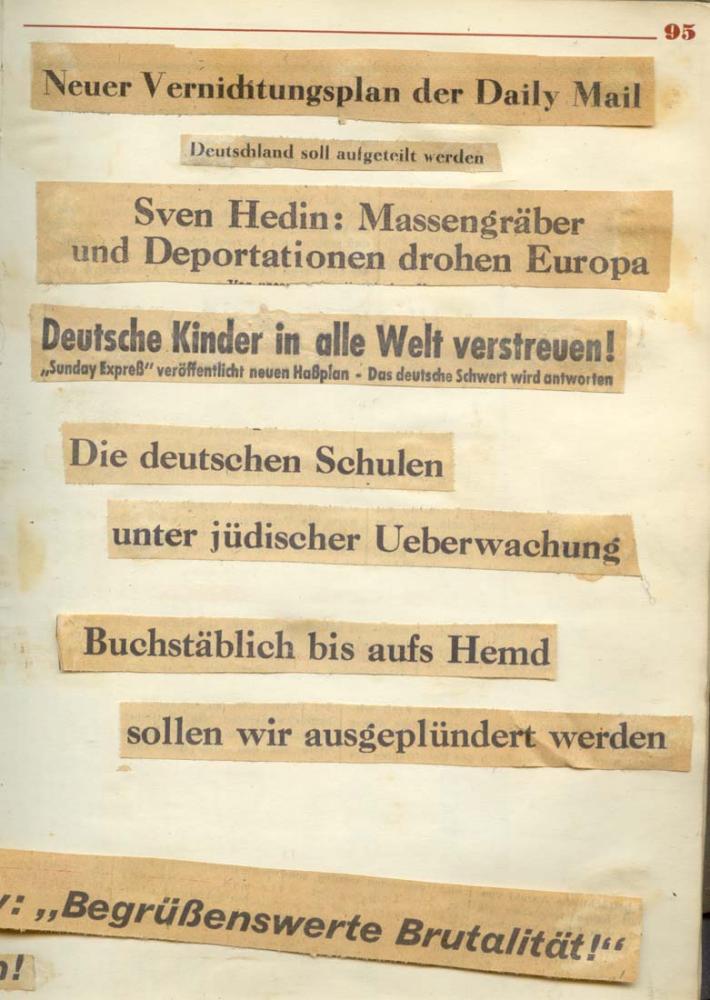 95
Neuer Vernichtungsplan der Daily Mail
Deutschland soll aufgeteilt werden
Sven Hedin: Massengräber
und Deportationen drohen Europa
Deutsche Kinder in alle Welt verstreuen!
„Sunday Expreß“ veröffentlicht neuen Haßplan - Das deutsche Schwert wird antworten
Die deutschen Schulen
unter jüdischer Ueberwachung
Buchstäblich bis aufs Hemd
sollen wir ausgeplündert werden
: „Begrüßenswerte Brutalität!“
!